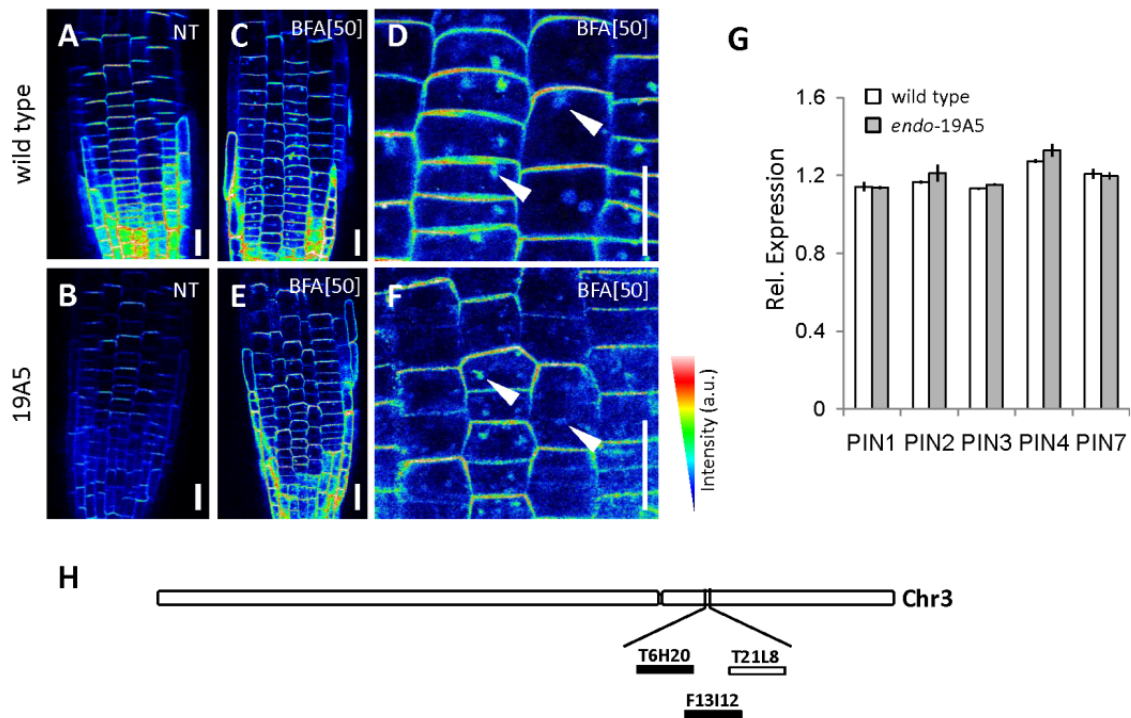 A
NT
C
BFA[50]
D
BFA[50]
wild type
B
NT
E
BFA[50]
F
BFA[50]
19A5
Intensity (a.u.)
G
wild type
endo-19A5
1.6
1.2
0.8
0.4
0
Rel. Expression
PIN1 PIN2 PIN3 PIN4 PIN7
H
Chr3
T6H20
T21L8
F13I12